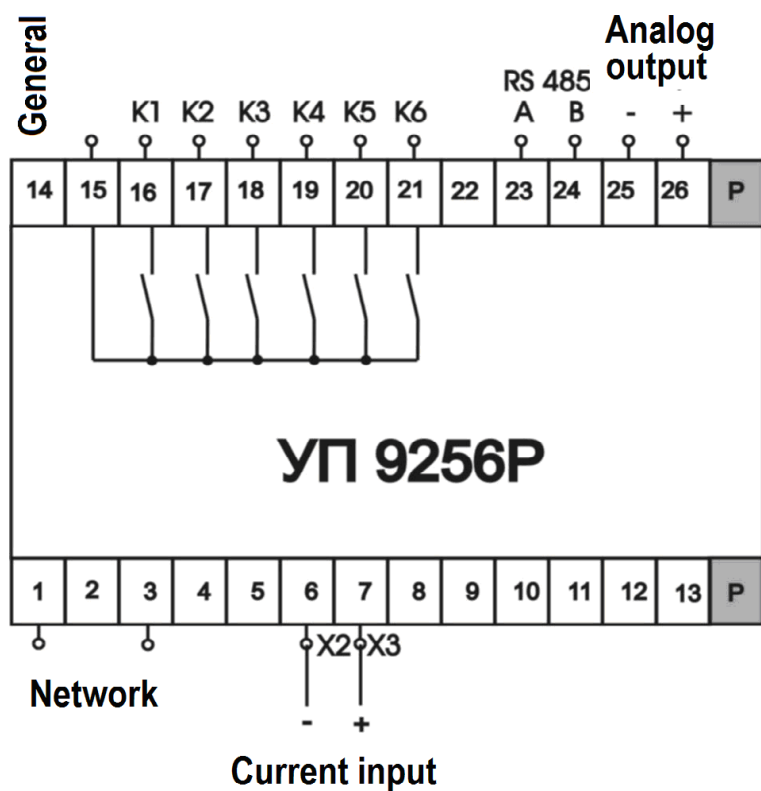 General
Analog
output
RS 485
K1 K2 K3 K4 K5 K6 A B - +
14 15 16 17 18 19 20 21 22 23 24 25 26 P
УП 9256Р
1 2 3 4 5 6 7 8 9 10 11 12 13 P
X2 X3
Network
- +
Current input